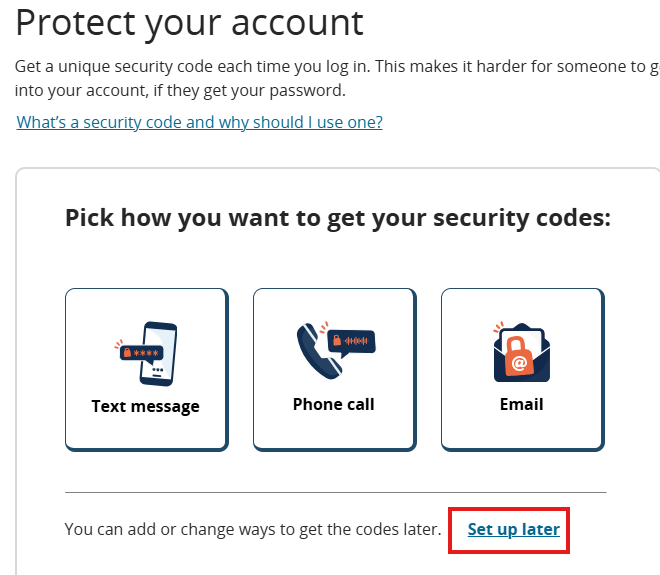 Protect your account
Get a unique security code each time you log in. This makes it harder for someone to g
into your account, if they get your password.
What's a security code and why should I use one?
Pick how you want to get your security codes:
****
Text message
Phone call
@
Email
You can add or change ways to get the codes later. Set up later